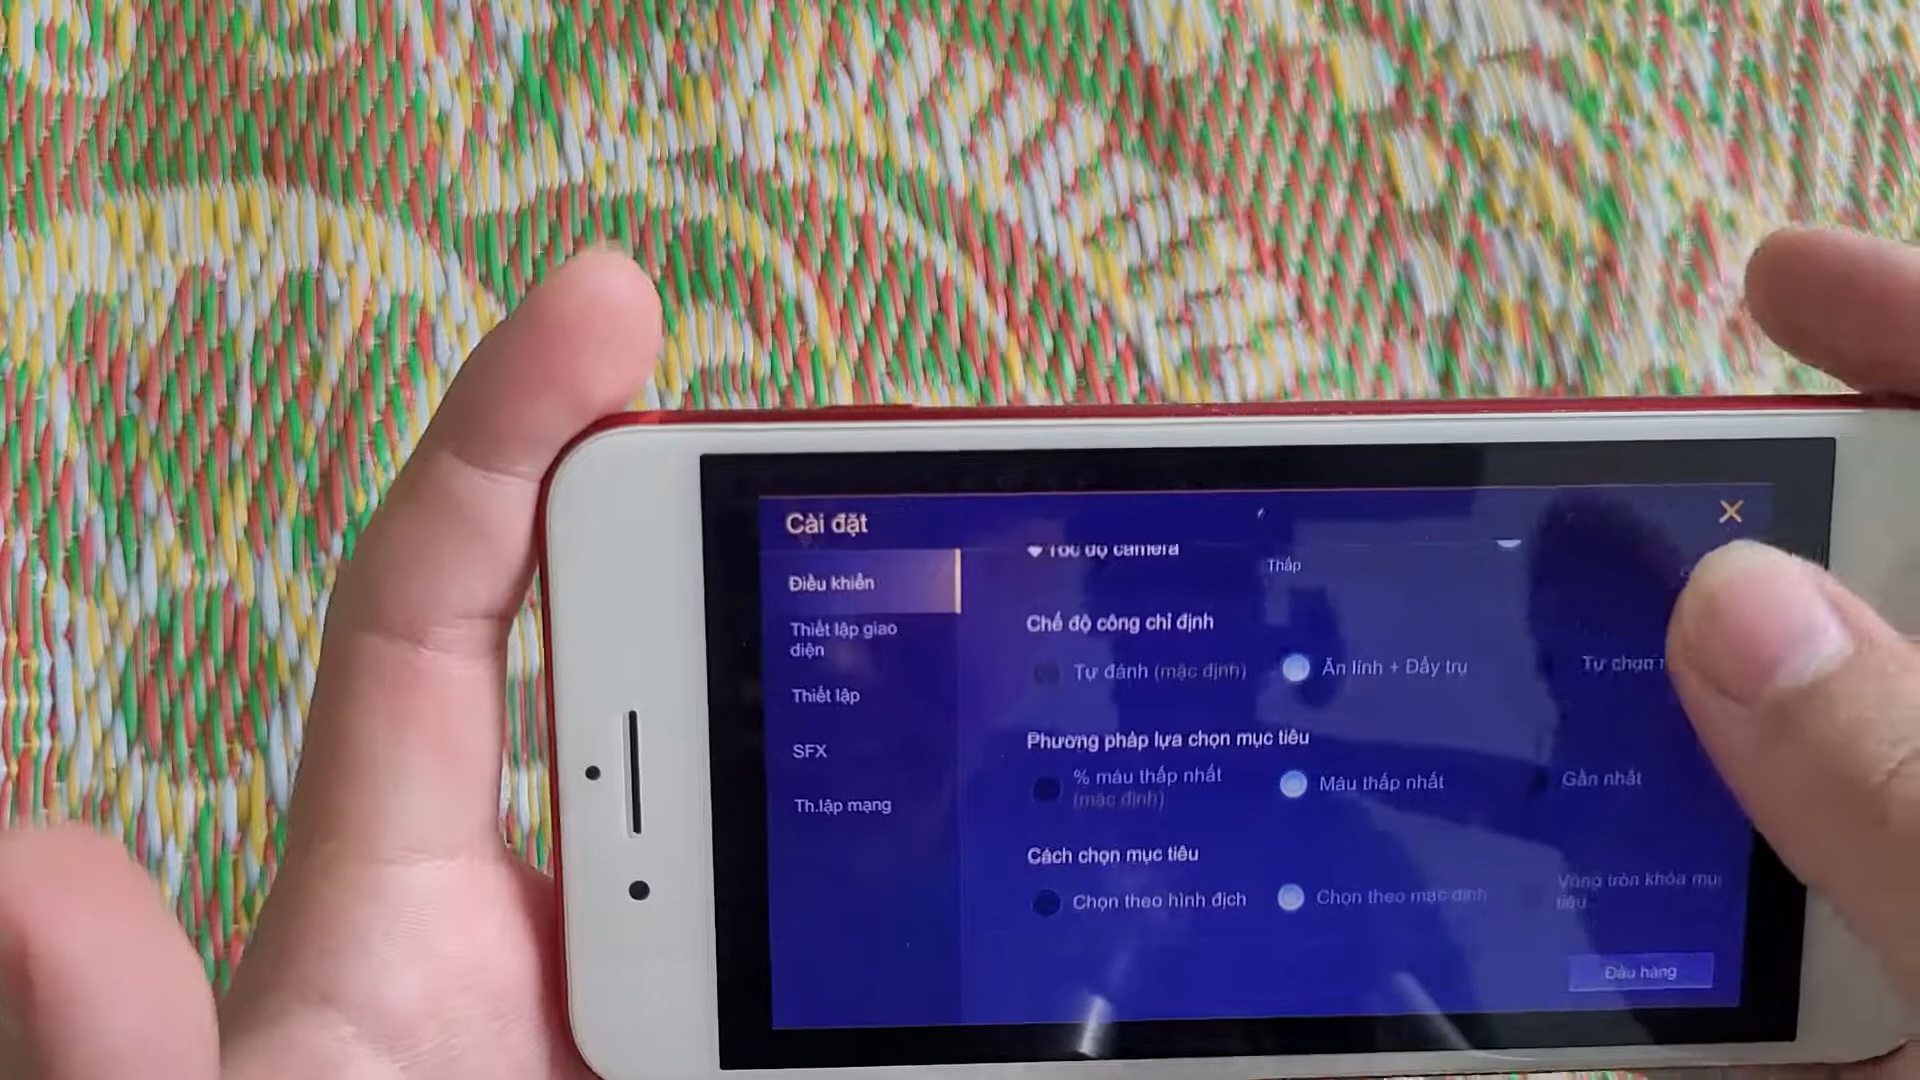 Cài đặt
Tốc độ camera
Thấp
Điều khiển
Thiết lập giao
diện
Thiết lập
SFX
Th.lập mạng
Chế độ công chỉ định
Tự đánh (mặc định)
Ăn lính + Đẩy trụ
Tự chọn
Phương pháp lựa chọn mục tiêu
% máu thấp nhất
(mặc định)
Máu thấp nhất
Gần nhất
Cách chọn mục tiêu
Chọn theo hình địch
Chọn theo mặc định
Vòng tròn khóa mục
tiêu
Đầu hàng